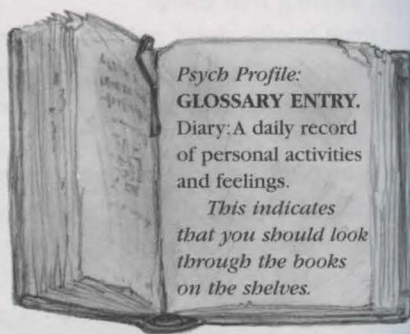 Psych Profile:
GLOSSARY ENTRY.
Diary: A daily record
of personal activities
and feelings.
This indicates
that you should look
through the books
on the shelves.